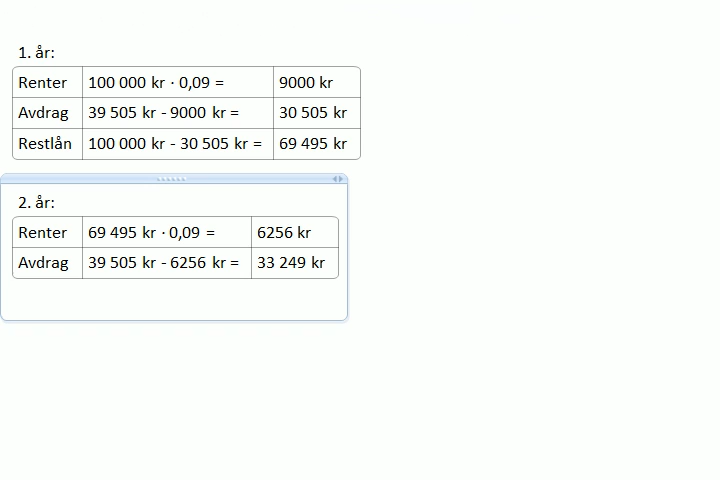 1. år:
Renter 100 000 kr · 0,09 = 9000 kr
Avdrag 39 505 kr - 9000 kr = 30 505 kr
Restlån 100 000 kr - 30 505 kr = 69 495 kr
2. år:
Renter 69 495 kr · 0,09 = 6256 kr
Avdrag 39 505 kr - 6256 kr = 33 249 kr